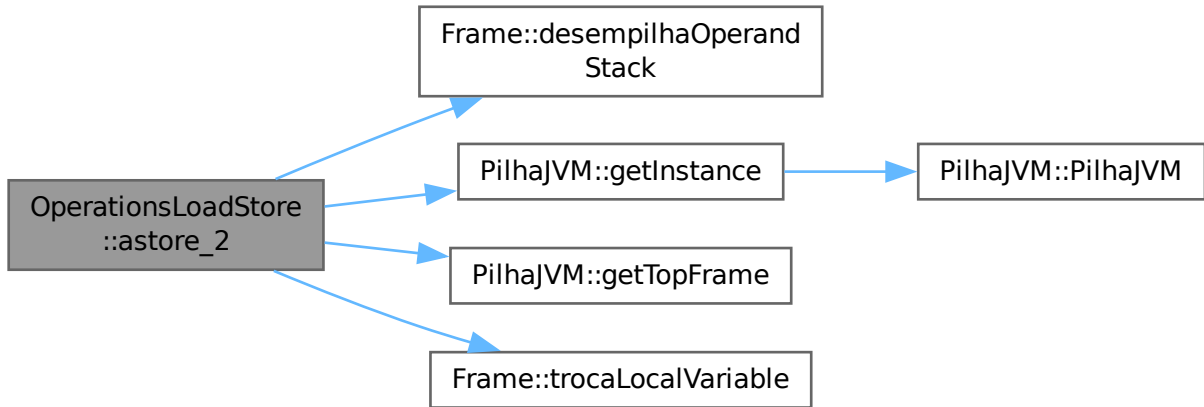 Frame::desempilhaOperand
Stack
PilhaJVM::getInstance
PilhaJVM::PilhaJVM
OperationsLoadStore
::astore_2
PilhaJVM::getTopFrame
Frame::trocaLocalVariable